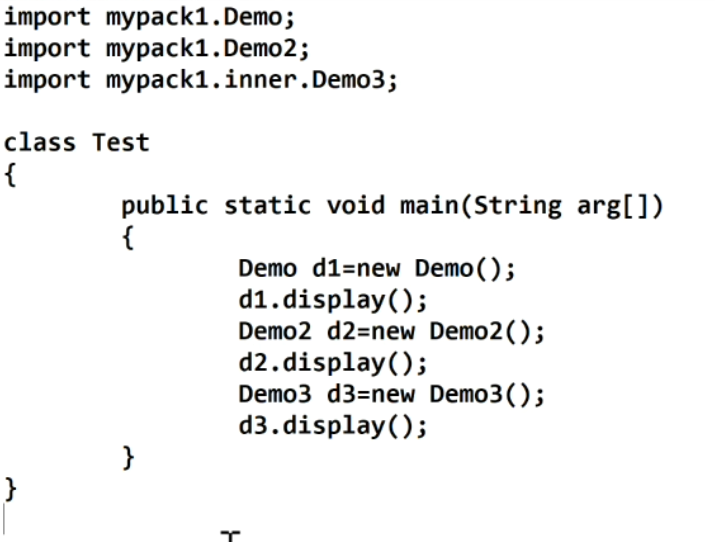 import mypack1.Demo;
import mypack1.Demo2;
import mypack1.inner.Demo3;
class Test
{
public static void main(String arg[])
{
Demo d1=new Demo();
d1.display();
Demo2 d2=new Demo2();
d2.display();
Demo3 d3=new Demo3();
d3.display();
}
}